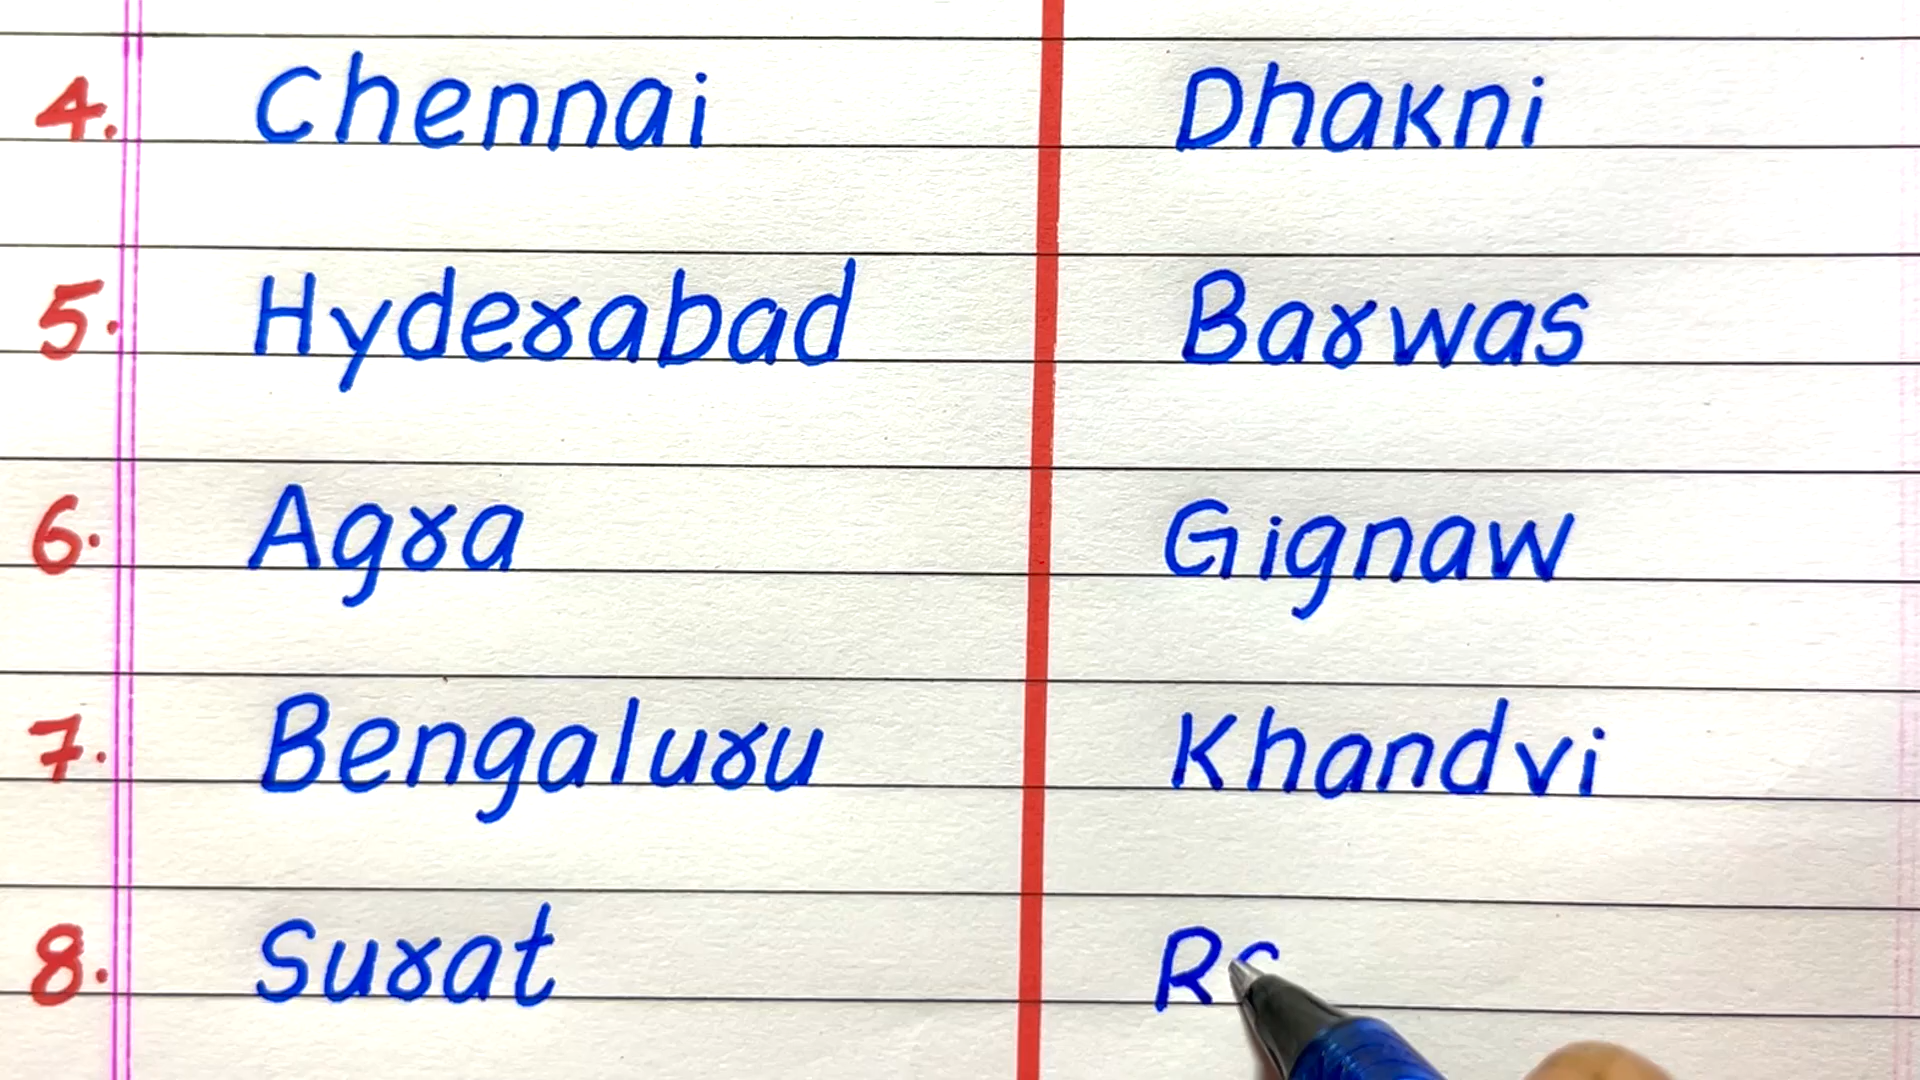 4. Chennai Dhakni
5. Hyderabad Barwas
6. Agra Gignaw
7. Bengaluru Khandvi
8. Surat